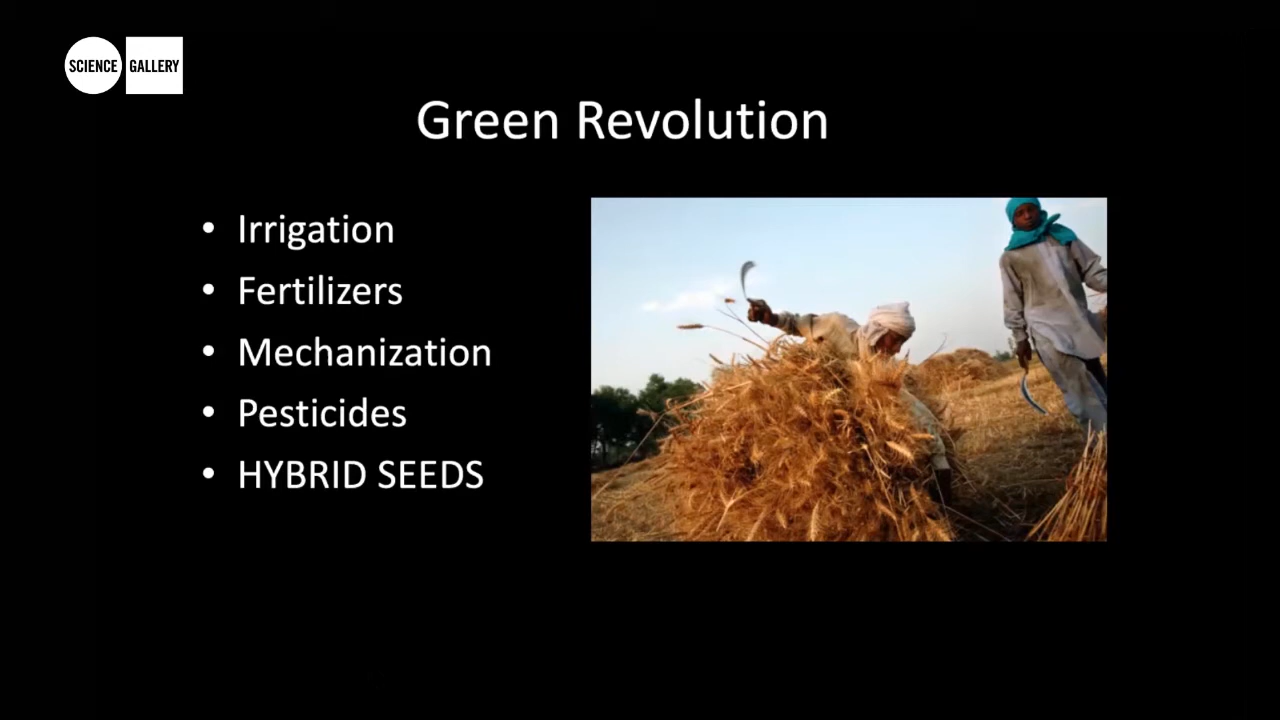 SCIENCE GALLERY
Green Revolution
• Irrigation
• Fertilizers
• Mechanization
• Pesticides
• HYBRID SEEDS